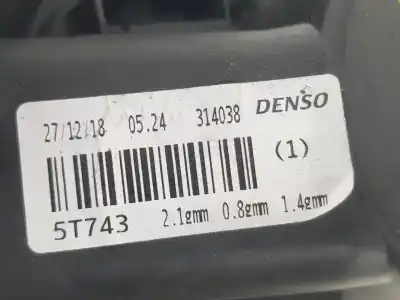 27/12/18 05.24 314038 DENSO
(1)
5T743 2.1gmm 0.8gmm 1.4gmm